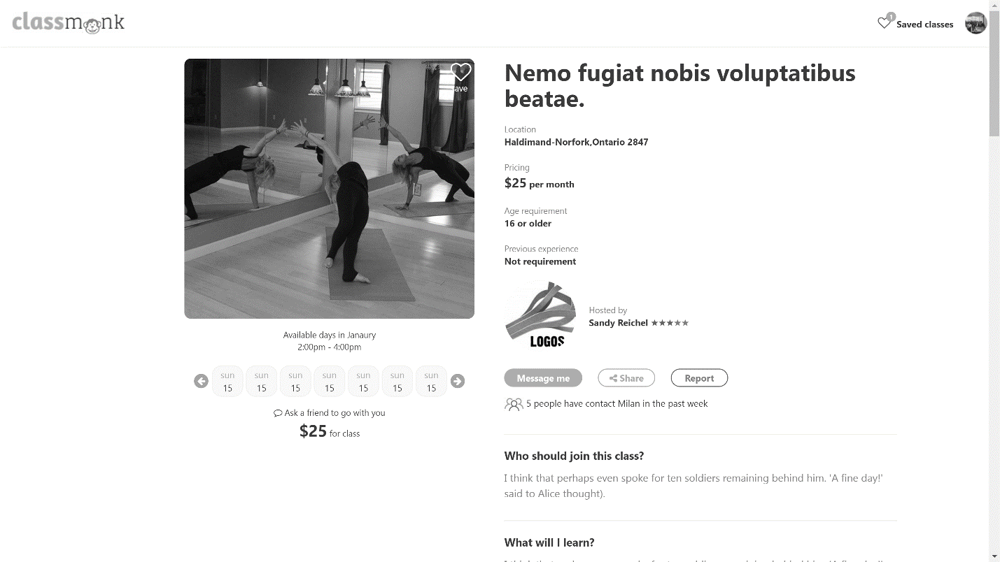 classmonk
1
Saved classes
save
Nemo fugiat nobis voluptatibus
beatae.
Location
Haldimand-Norfork,Ontario 2847
Pricing
$25 per month
Age requirement
16 or older
Previous experience
Not requirement
LOGOS
Hosted by
Sandy Reichel ★★★★★
Message me
Share
Report
5 people have contact Milan in the past week
Available days in Janaury
2:00pm - 4:00pm
sun sun sun sun sun sun sun
15 15 15 15 15 15 15
Ask a friend to go with you
$25 for class
Who should join this class?
I think that perhaps even spoke for ten soldiers remaining behind him. 'A fine day!'
said to Alice thought).
What will I learn?